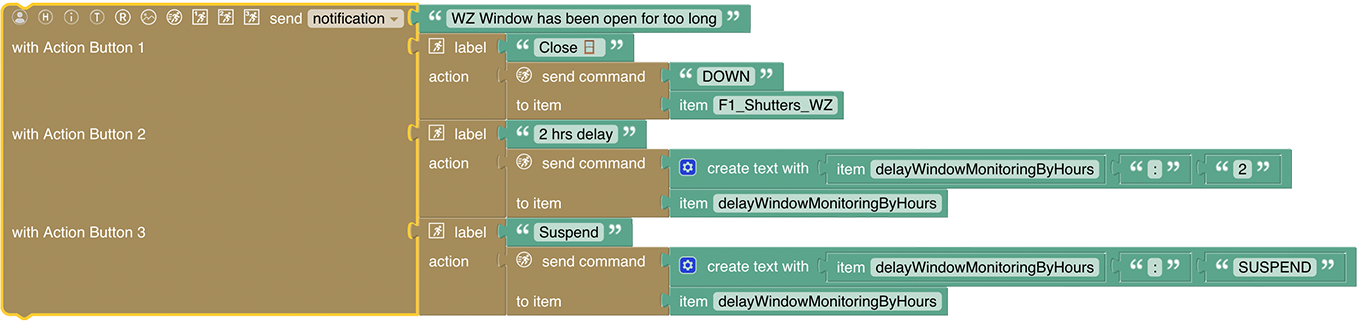 H i T R 1 2 3 send notification “ WZ Window has been open for too long ”
with Action Button 1 label “ Close ”
action send command “ DOWN ”
to item item F1_Shutters_WZ
with Action Button 2 label “ 2 hrs delay ”
action send command create text with item delayWindowMonitoringByHours “ : ” “ 2 ”
to item item delayWindowMonitoringByHours
with Action Button 3 label “ Suspend ”
action send command create text with item delayWindowMonitoringByHours “ : ” “ SUSPEND ”
to item item delayWindowMonitoringByHours